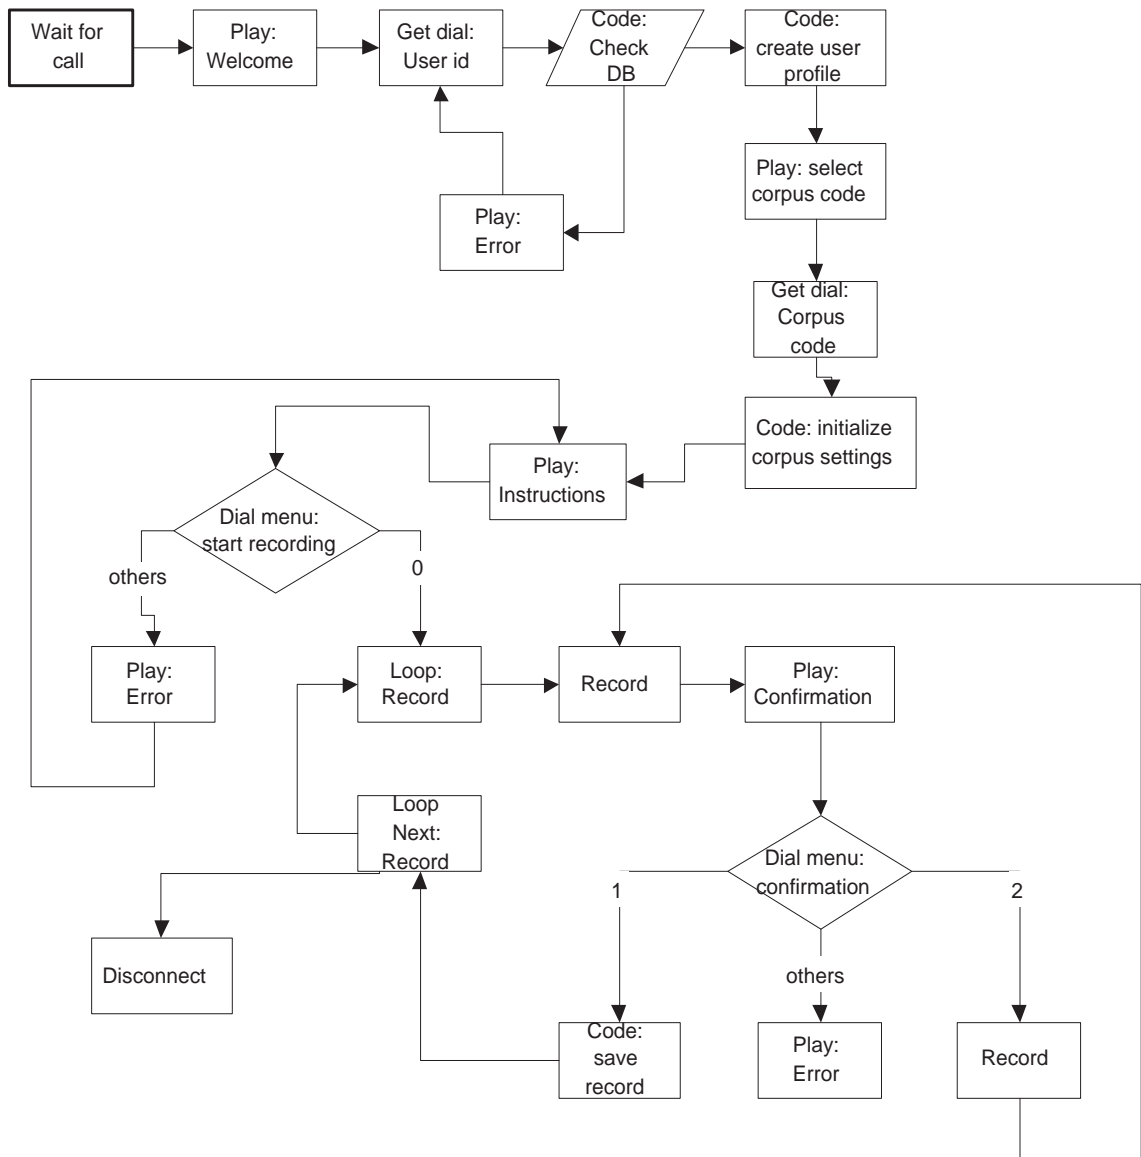 Wait for
call
Play:
Welcome
Get dial:
User id
Code:
Check
DB
Code:
create user
profile
Play:
Error
Play: select
corpus code
Get dial:
Corpus
code
Code: initialize
corpus settings
Play:
Instructions
Dial menu:
start recording
others
0
Play:
Error
Loop:
Record
Record
Play:
Confirmation
Loop
Next:
Record
Dial menu:
confirmation
1
2
others
Disconnect
Code:
save
record
Play:
Error
Record